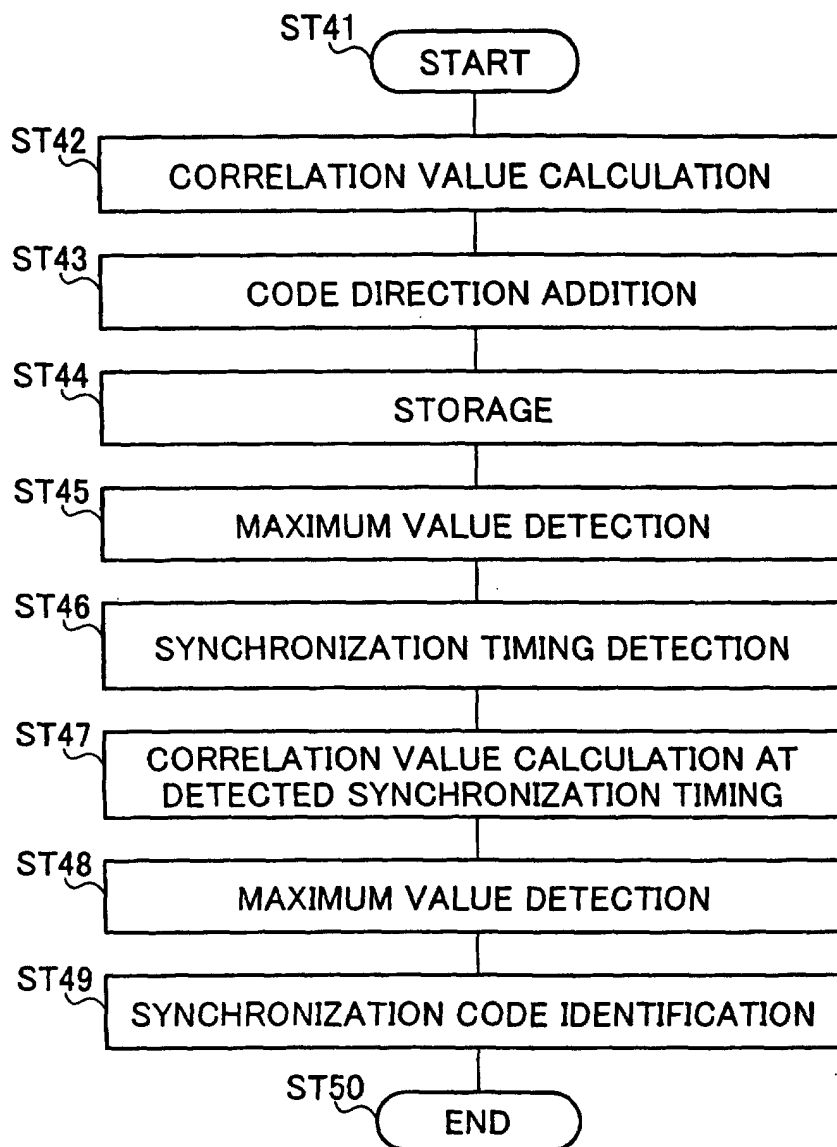 ST41
START
ST42
CORRELATION VALUE CALCULATION
ST43
CODE DIRECTION ADDITION
ST44
STORAGE
ST45
MAXIMUM VALUE DETECTION
ST46
SYNCHRONIZATION TIMING DETECTION
ST47
CORRELATION VALUE CALCULATION AT
DETECTED SYNCHRONIZATION TIMING
ST48
MAXIMUM VALUE DETECTION
ST49
SYNCHRONIZATION CODE IDENTIFICATION
ST50
END